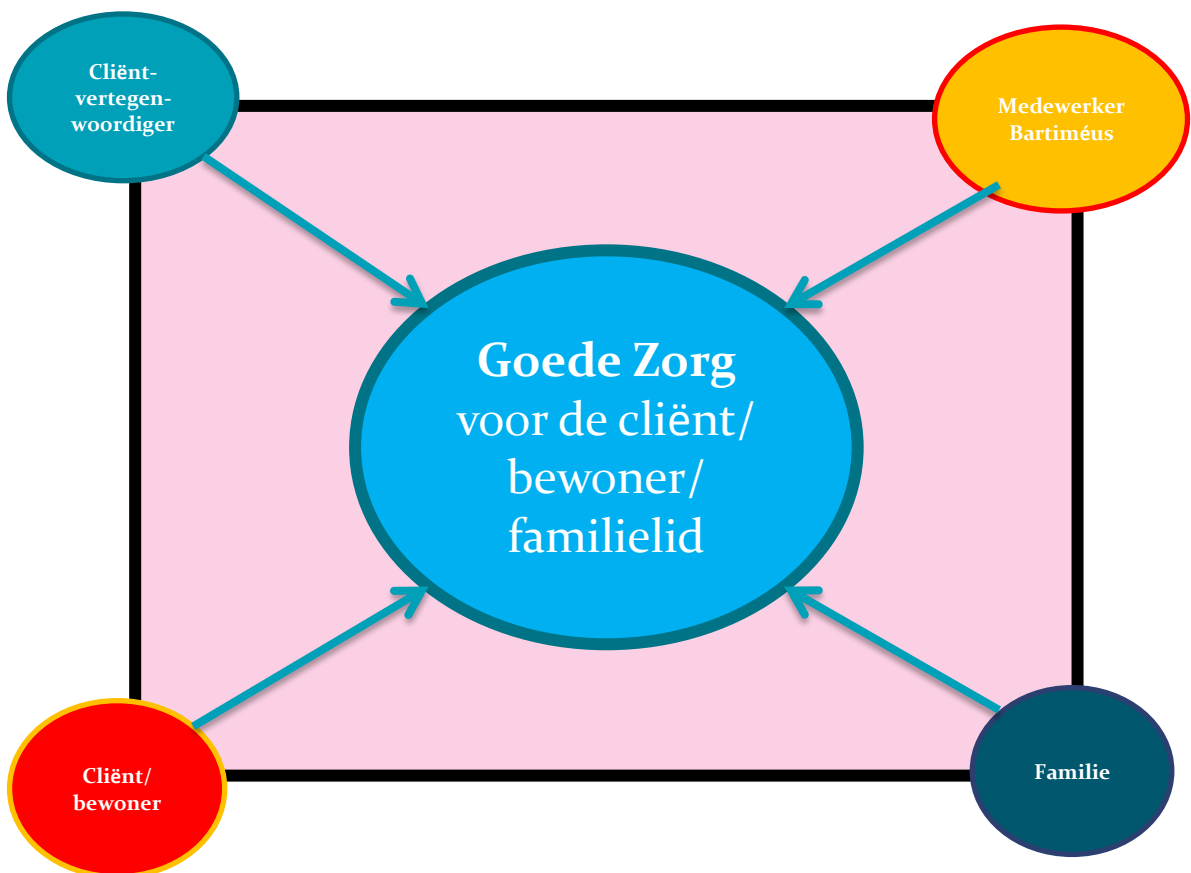 Cliënt-
vertegen-
woordiger
Medewerker
Bartiméus
Goede Zorg
voor de cliënt/
bewoner/
familielid
Cliënt/
bewoner
Familie